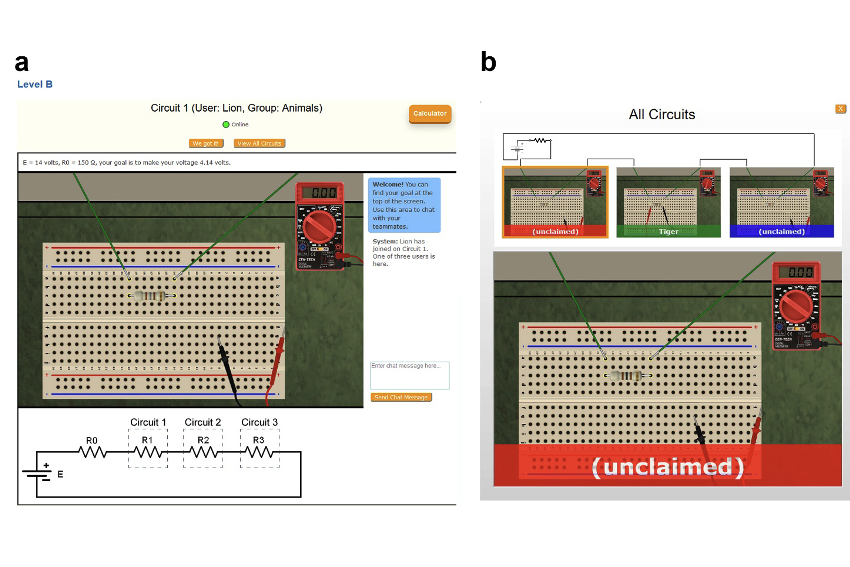 a
Level B
Circuit 1 (User: Lion, Group: Animals)
Online
Calculator
We got it!
View All Circuits
E = 14 volts, R0 = 150 Ω, your goal is to make your voltage 4.14 volts.
0.00
Welcome! You can
find your goal at the
top of the screen.
Use this area to chat
with your
teammates.
System: Lion has
joined on Circuit 1.
One of three users is
here.
Enter chat message here...
Send Chat Message
Circuit 1
Circuit 2
Circuit 3
R0
R1
R2
R3
+
E
b
All Circuits
X
(unclaimed)
Tiger
(unclaimed)
0.00
(unclaimed)